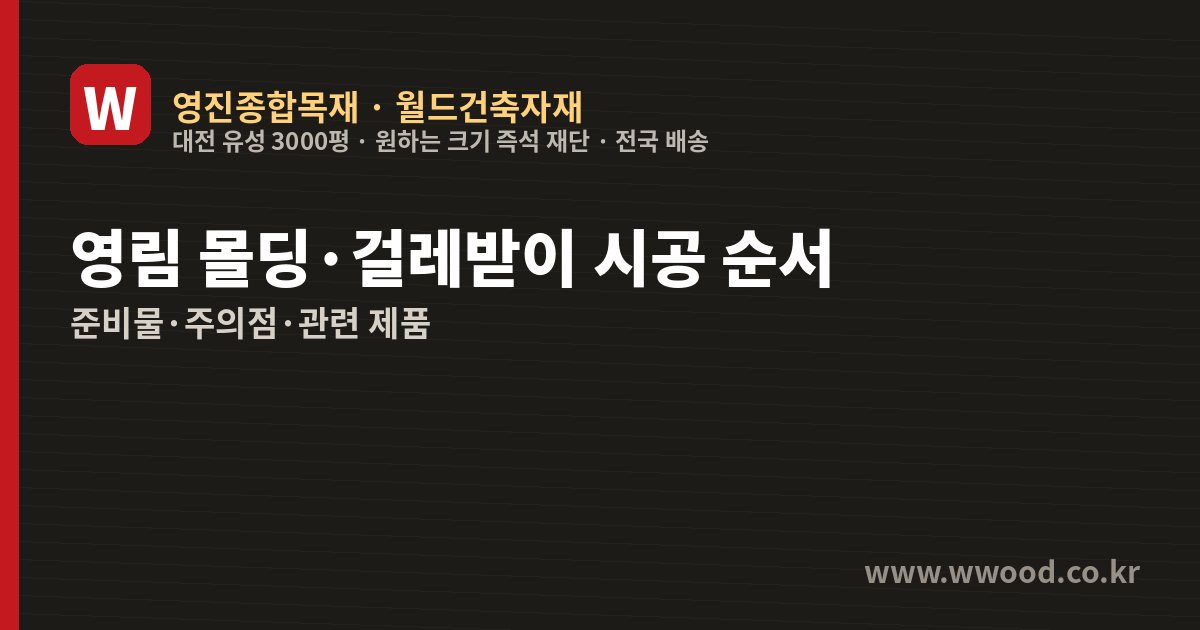 W
영진종합목재 · 월드건축자재
대전 유성 3000평 · 원하는 크기 즉석 재단 · 전국 배송
영림 몰딩·걸레받이 시공 순서
준비물·주의점·관련 제품
www.wwood.co.kr